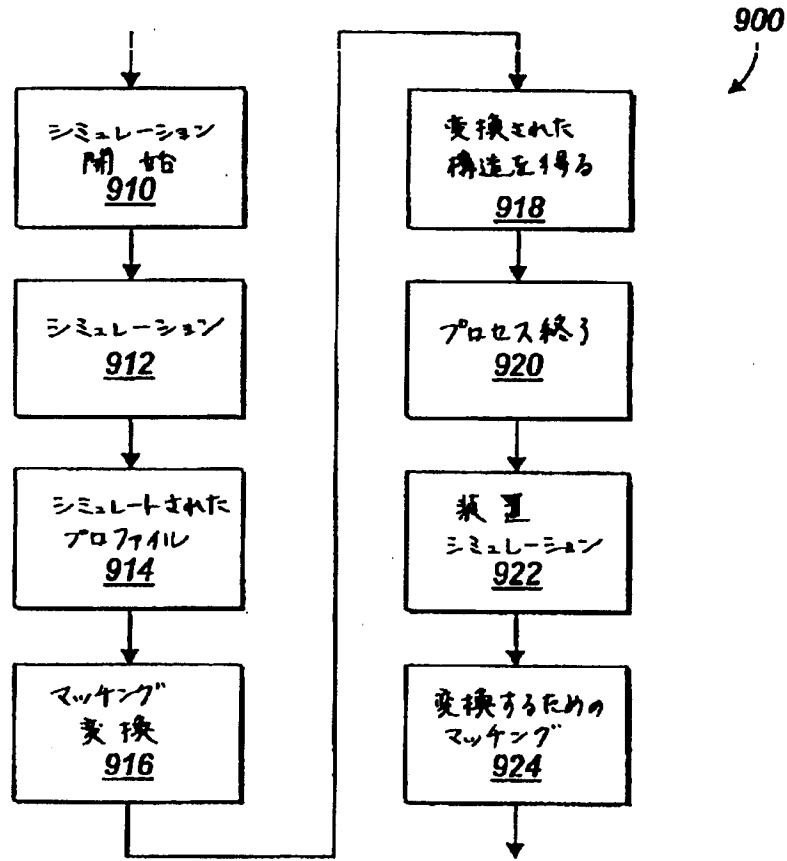 900
シミュレーション
開始
910
シミュレーション
912
シミュレートされた
プロファイル
914
マッチング
変換
916
変換された
構造を得る
918
プロセス終了
920
装置
シミュレーション
922
変換するための
マッチング
924